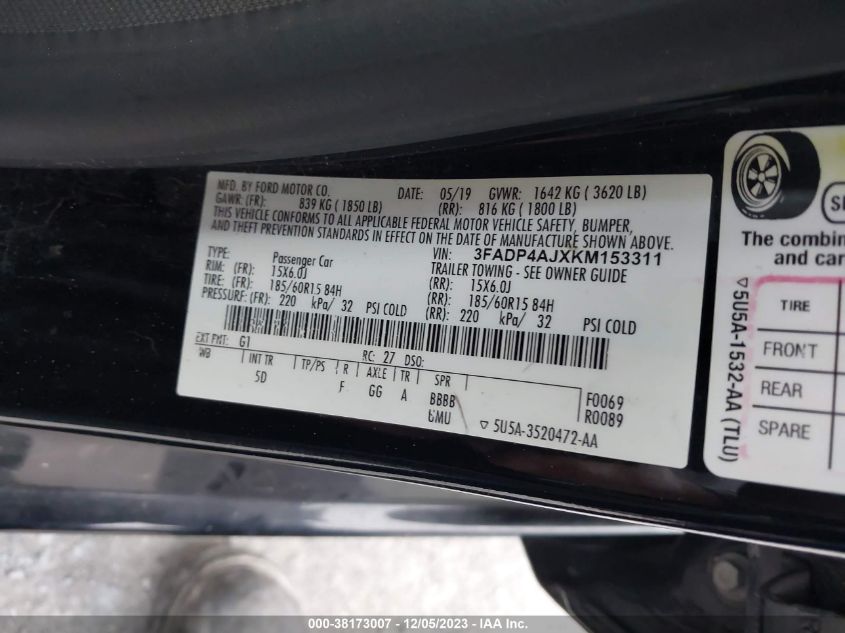 MFD. BY FORD MOTOR CO. DATE: 05/19 GVWR: 1642 KG ( 3620 LB)
GAWR: (FR): 839 KG ( 1850 LB) (RR): 816 KG ( 1800 LB)
THIS VEHICLE CONFORMS TO ALL APPLICABLE FEDERAL MOTOR VEHICLE SAFETY, BUMPER,
AND THEFT PREVENTION STANDARDS IN EFFECT ON THE DATE OF MANUFACTURE SHOWN ABOVE.
VIN: 3FADP4AJXKM153311
TYPE: Passenger Car TRAILER TOWING - SEE OWNER GUIDE
RIM: (FR): 15X6.0J (RR): 15X6.0J
TIRE: (FR): 185/60R15 84H (RR): 185/60R15 84H
PRESSURE: (FR): 220 kPa/ 32 PSI COLD (RR): 220 kPa/ 32 PSI COLD
EXT PNT: G1 RC: 27 DSO:
WB INT TR TP/PS R AXLE TR SPR
5D F GG A BBBB F0069
6MU R0089
5U5A-3520472-AA
The combin
and car
TIRE
FRONT
REAR
SPARE
5U5A-1532-AA (TLU)
000-38173007 - 12/05/2023 - IAA Inc.